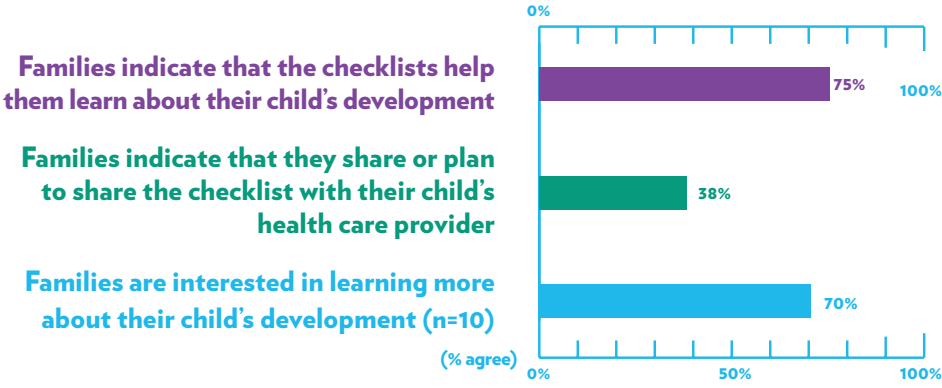 0%
Families indicate that the checklists help
them learn about their child's development
75%
100%
Families indicate that they share or plan
to share the checklist with their child's
health care provider
38%
Families are interested in learning more
about their child's development (n=10)
70%
(% agree)
0%
50%
100%